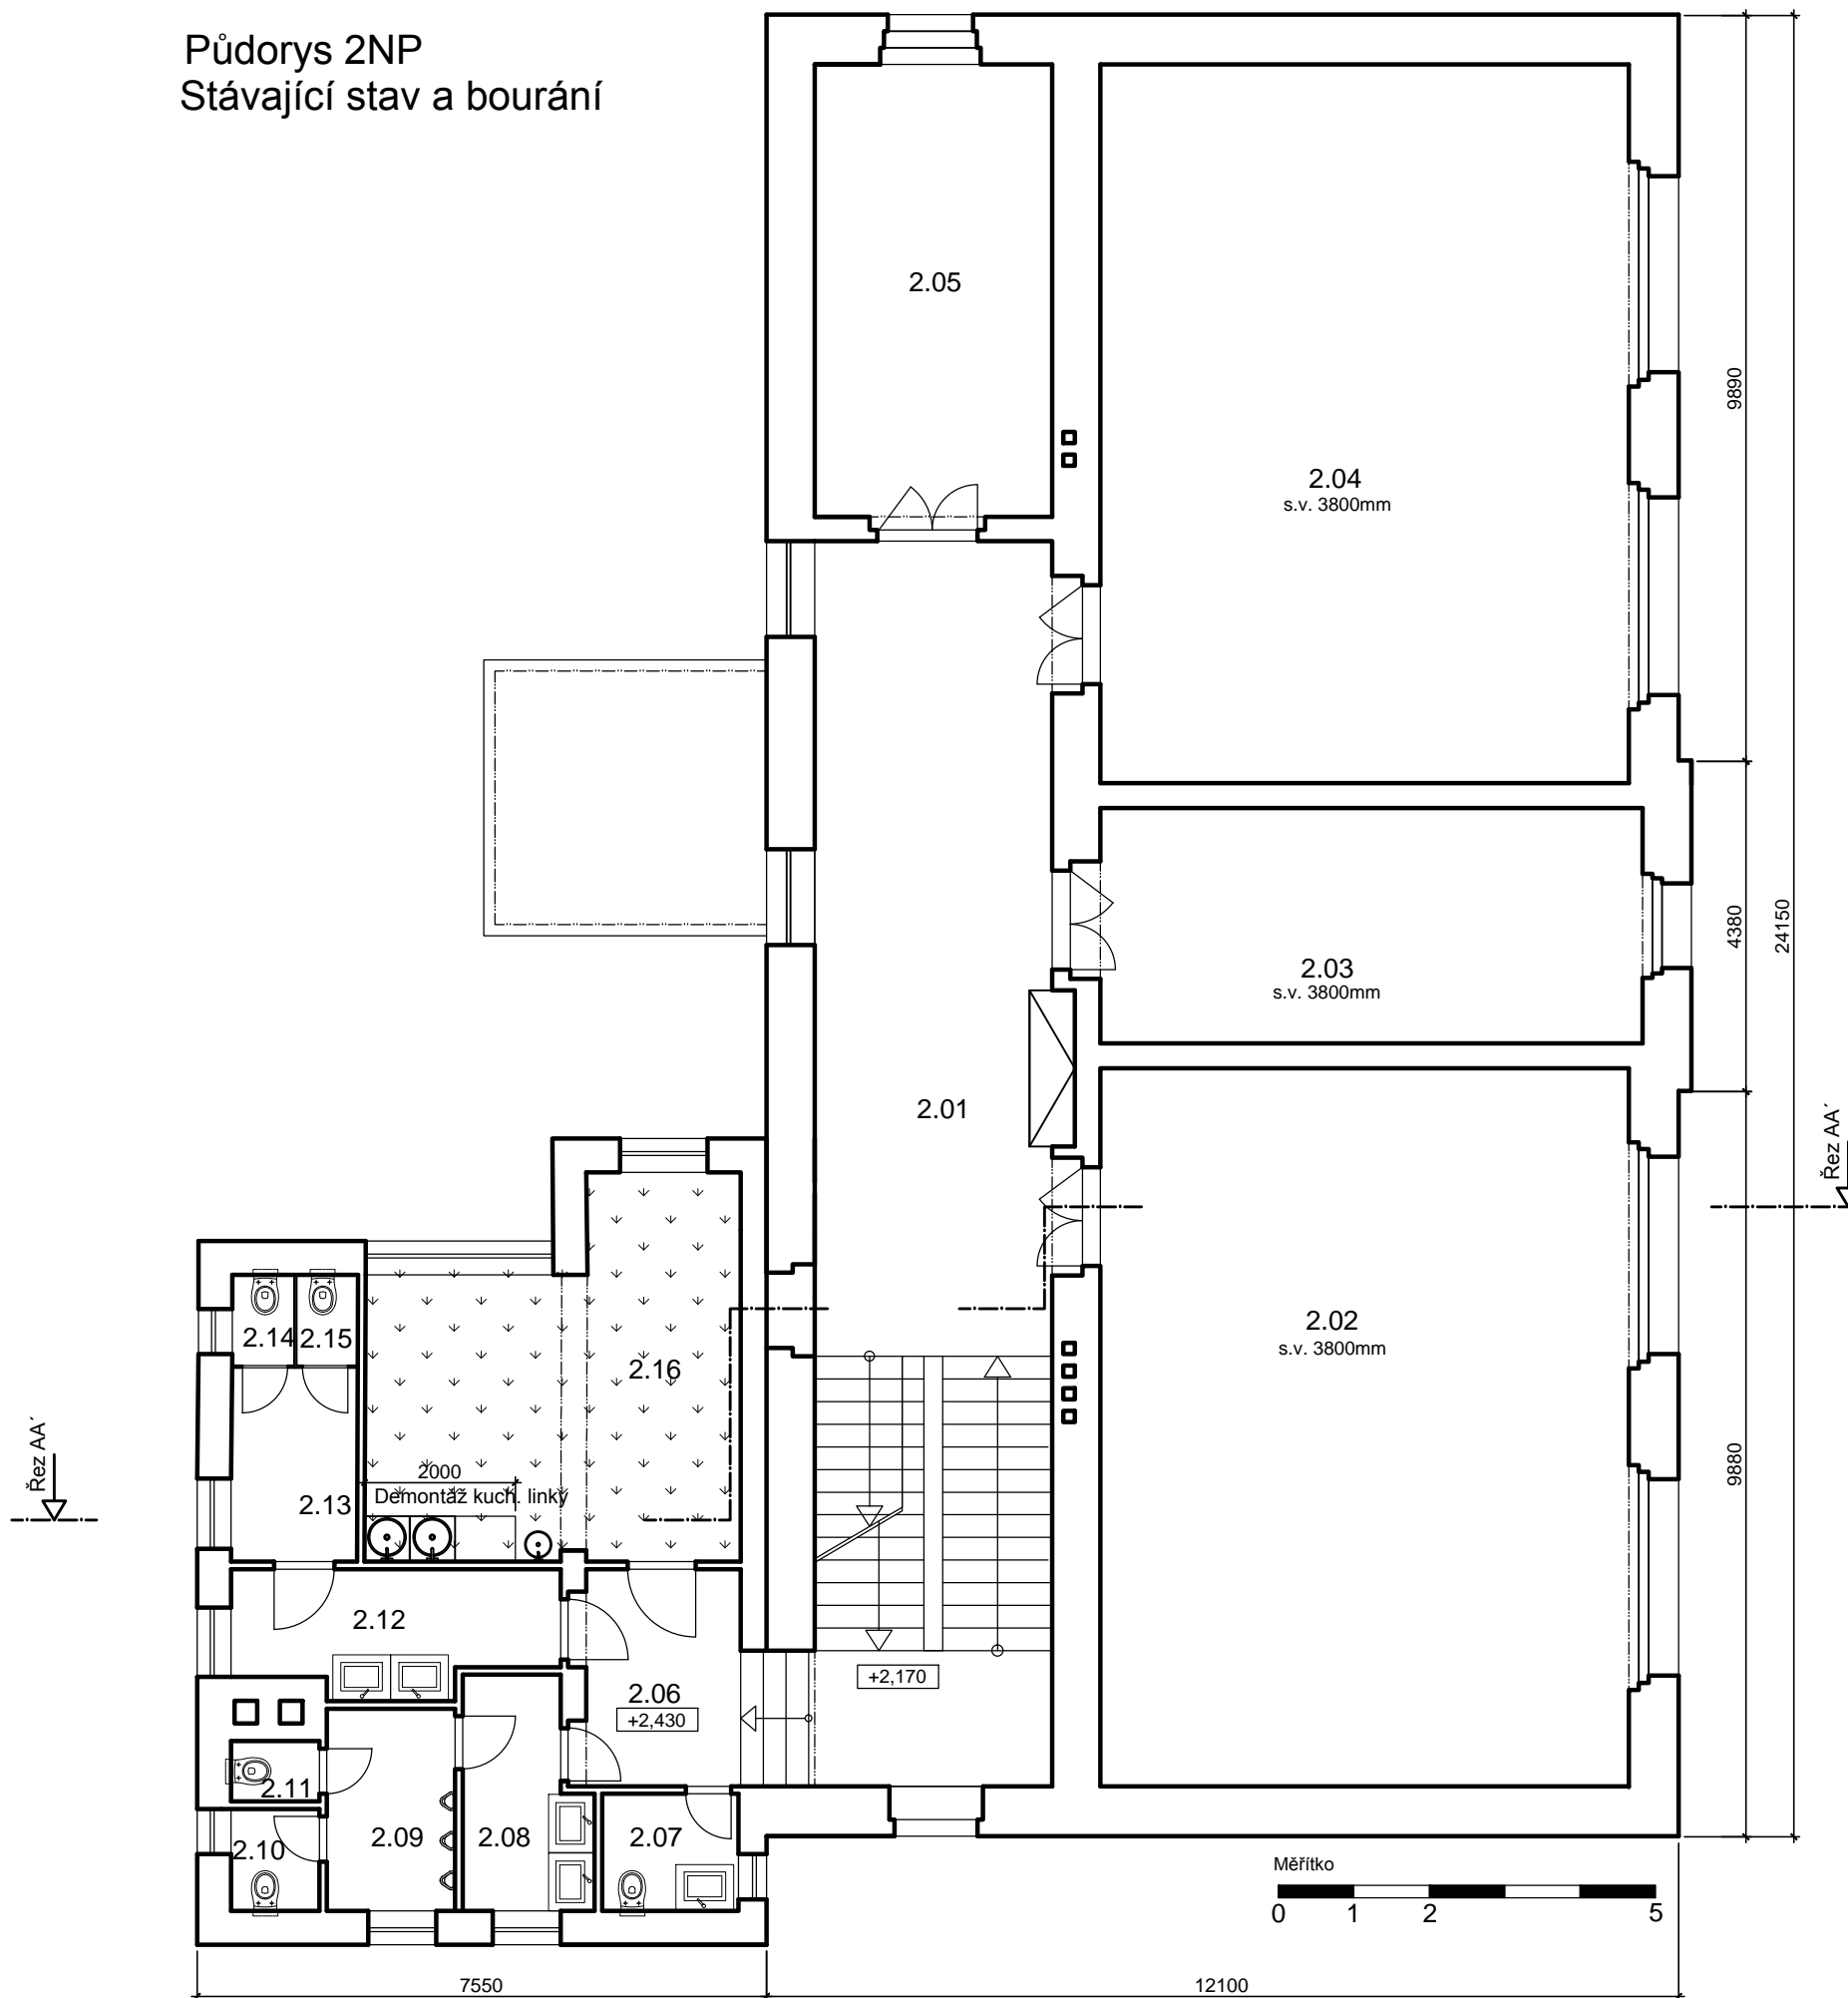 Půdorys 2NP
Stávající stav a bourání
2.05
9890
2.04
s.v. 3800mm
4380
24150
2.03
s.v. 3800mm
2.01
Řez AA´
2.02
s.v. 3800mm
2.14
2.15
2.16
Řez AA´
2000
Demontáž kuch. linky
2.13
9880
2.12
2.06
+2,430
+2,170
2.11
2.10
2.09
2.08
2.07
Měřítko
0 1 2 5
7550
12100